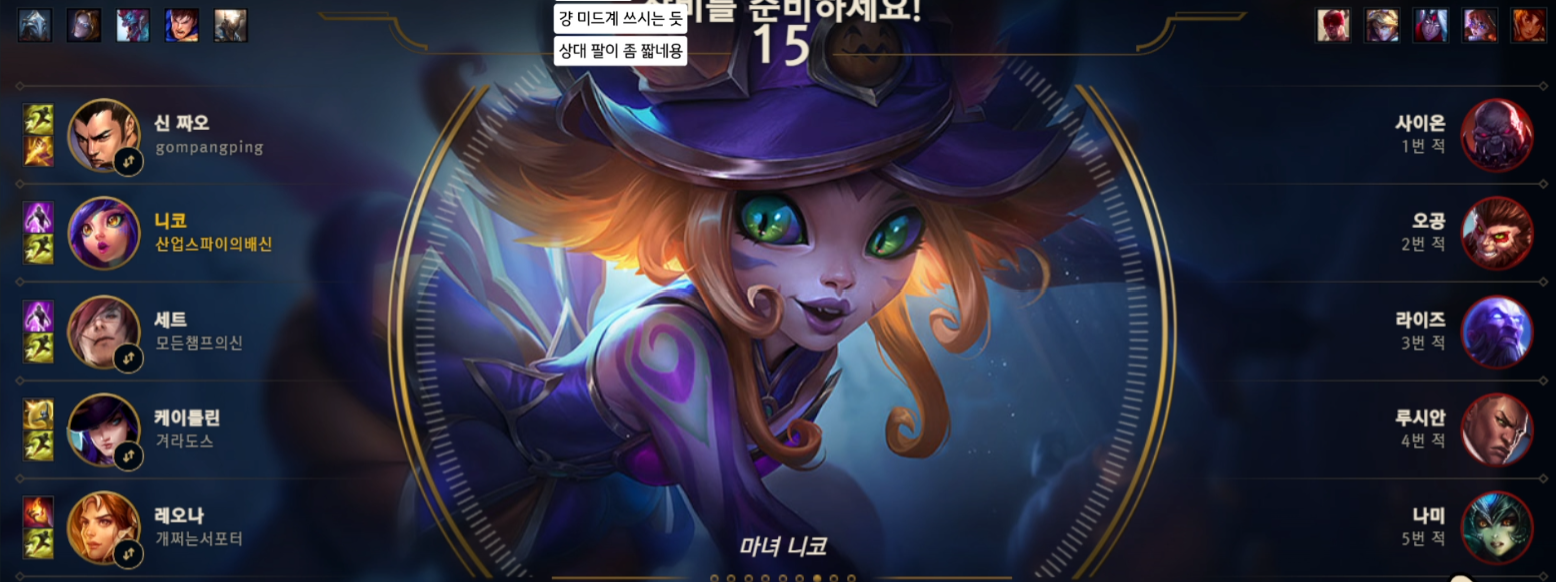 준비하세요!
15
걍 미드계 쓰시는 듯
상대 팔이 좀 짧네용
신 짜오
gompangping
니코
산업스파이의배신
세트
모든챔프의신
케이틀린
겨라도스
레오나
개쩌는서포터
사이온
1번 적
오공
2번 적
라이즈
3번 적
루시안
4번 적
나미
5번 적
마녀 니코